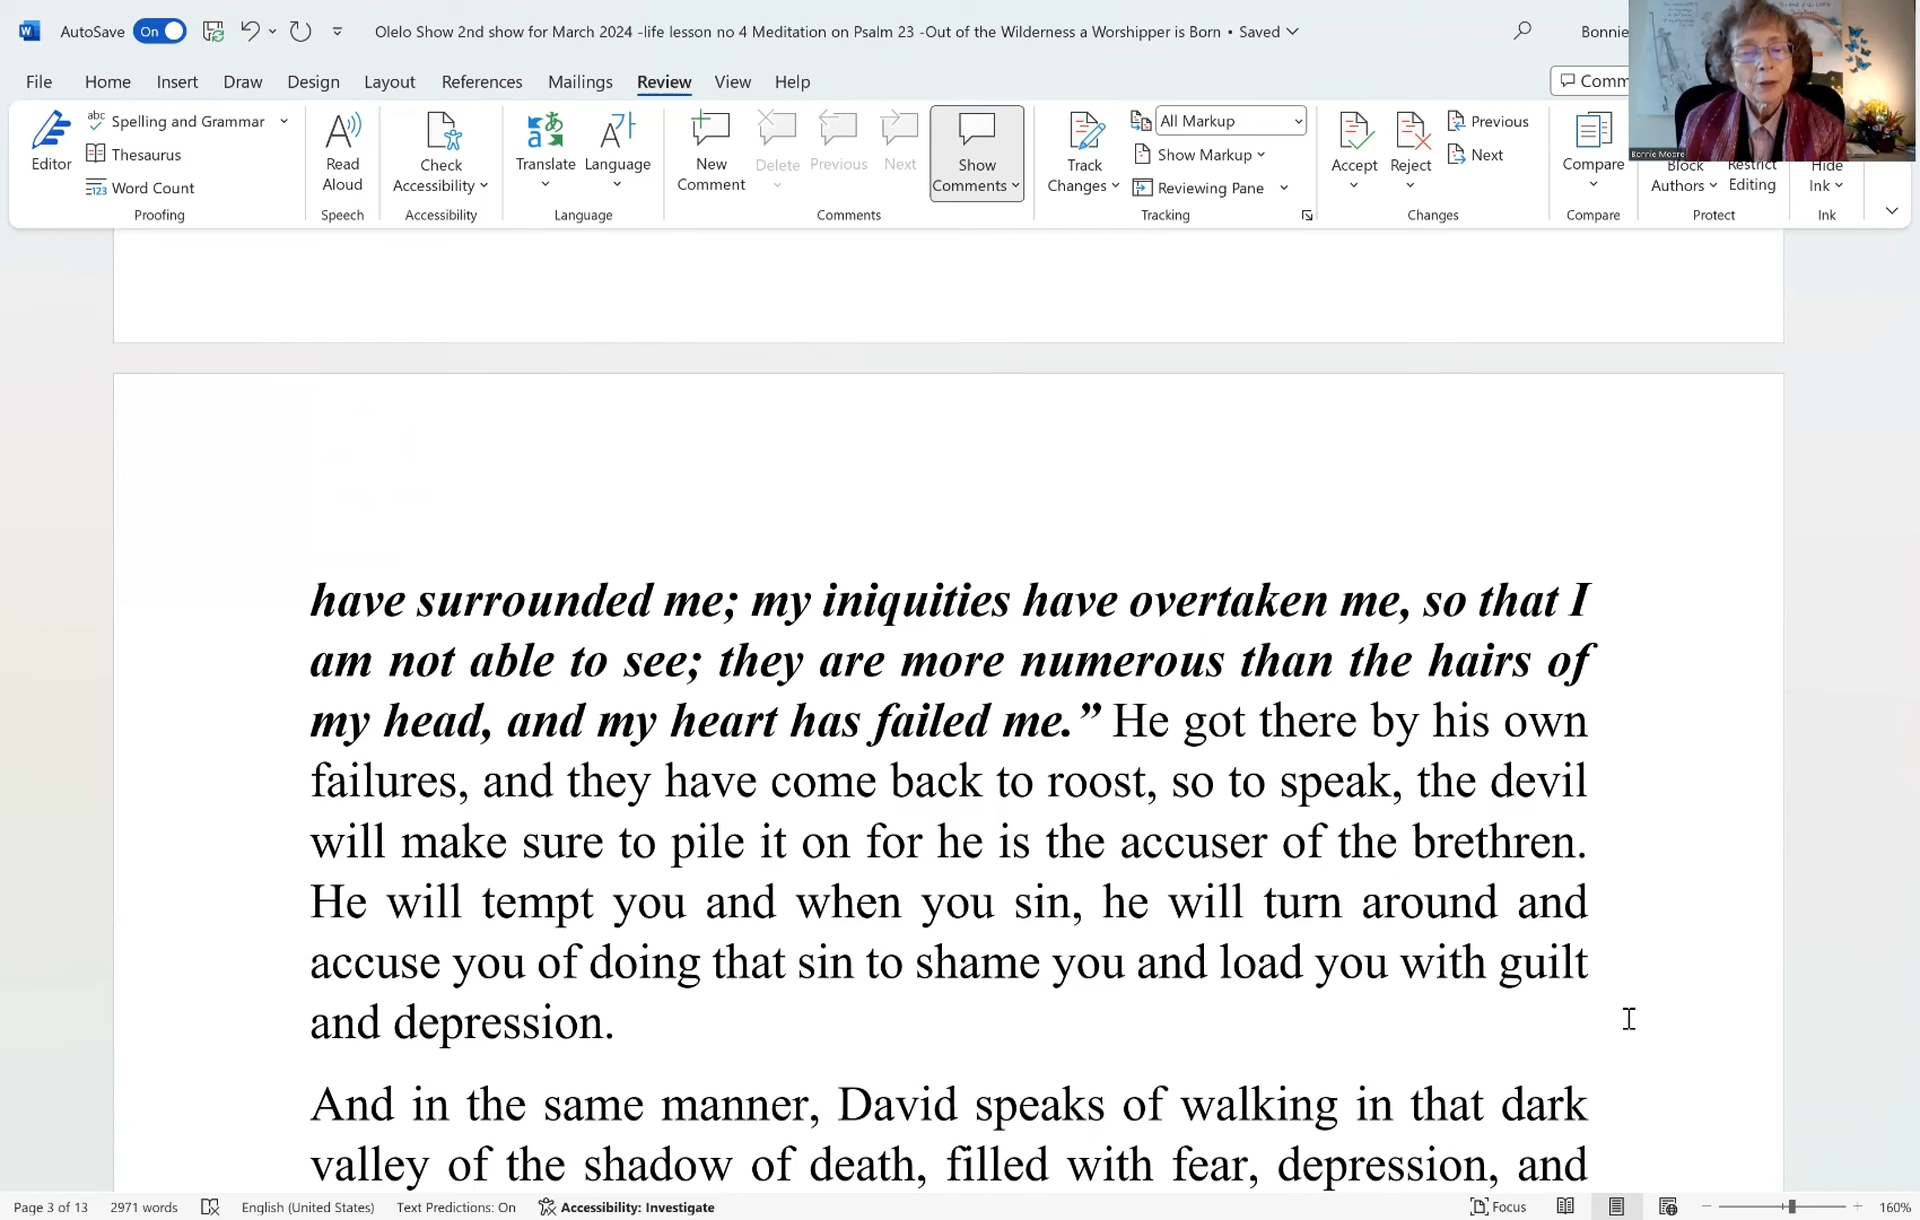 AutoSave On Olelo Show 2nd show for March 2024 -life lesson no 4 Meditation on Psalm 23 -Out of the Wilderness a Worshipper is Born • Saved Bonnie
File Home Insert Draw Design Layout References Mailings Review View Help Comm
Editor
abc Spelling and Grammar
Thesaurus
123 Word Count
Proofing
Read Aloud
Speech
Check Accessibility
Accessibility
Translate
Language
Language
New Comment
Delete
Previous
Next
Show Comments
Comments
Track Changes
All Markup
Show Markup
Reviewing Pane
Tracking
Accept
Reject
Previous
Next
Changes
Compare
Compare
Block Authors
Restrict Editing
Protect
Hide Ink
Ink
Bonnie Moore
have surrounded me; my iniquities have overtaken me, so that I
am not able to see; they are more numerous than the hairs of
my head, and my heart has failed me.” He got there by his own
failures, and they have come back to roost, so to speak, the devil
will make sure to pile it on for he is the accuser of the brethren.
He will tempt you and when you sin, he will turn around and
accuse you of doing that sin to shame you and load you with guilt
and depression.
And in the same manner, David speaks of walking in that dark
valley of the shadow of death, filled with fear, depression, and
Page 3 of 13 2971 words English (United States) Text Predictions: On Accessibility: Investigate Focus 160%